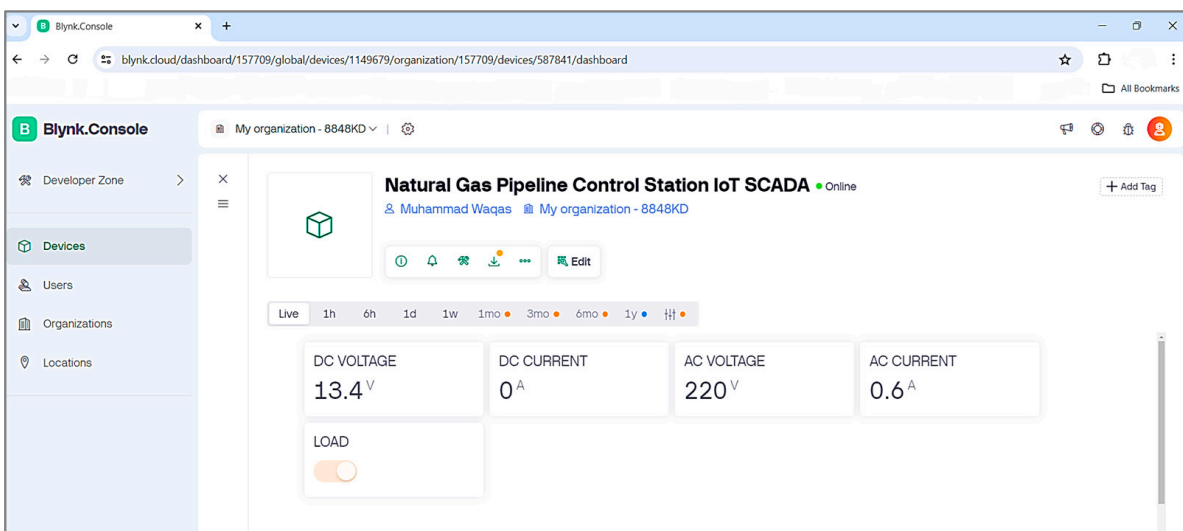 Blynk.Console
blynk.cloud/dashboard/157709/global/devices/1149679/organization/157709/devices/587841/dashboard
All Bookmarks
B Blynk.Console
My organization - 8848KD
Developer Zone
Devices
Users
Organizations
Locations
Natural Gas Pipeline Control Station IoT SCADA Online
Muhammad Waqas My organization - 8848KD
+ Add Tag
Edit
Live 1h 6h 1d 1w 1mo 3mo 6mo 1y
DC VOLTAGE
13.4 V
DC CURRENT
0 A
AC VOLTAGE
220 V
AC CURRENT
0.6 A
LOAD